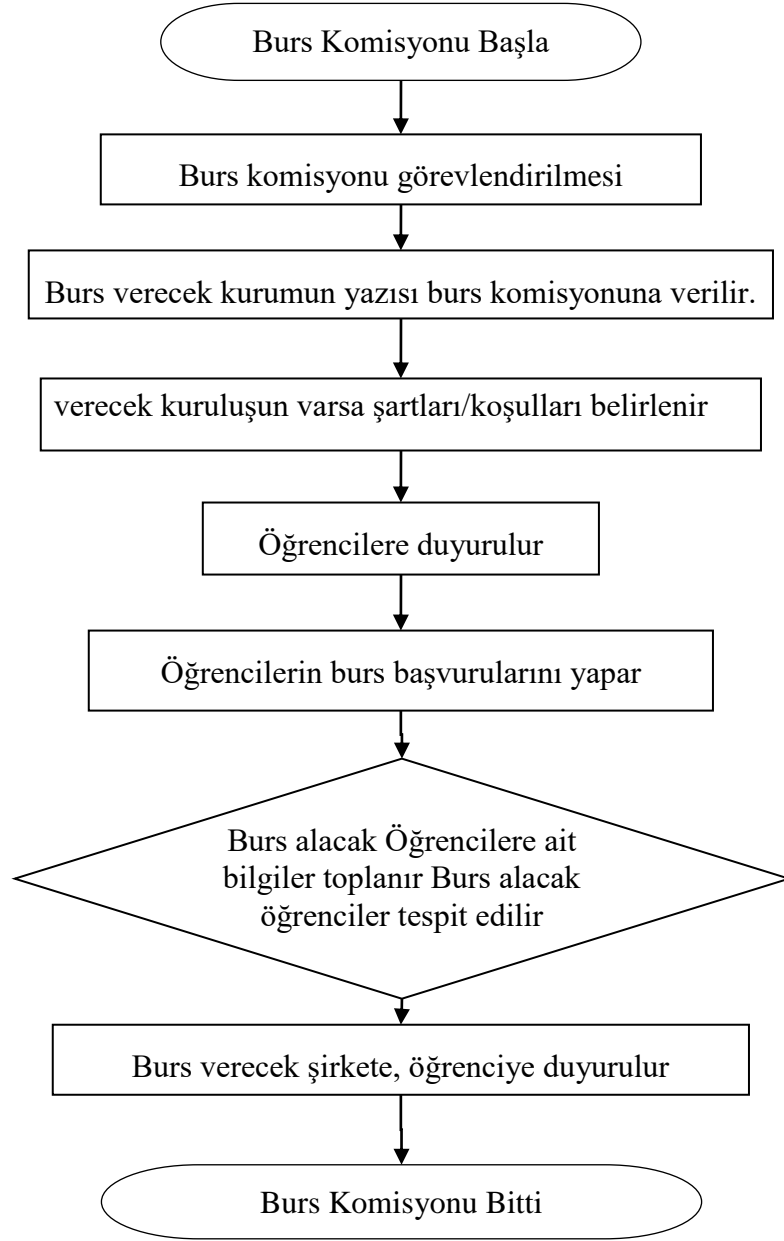 Burs Komisyonu Başla
Burs komisyonu görevlendirilmesi
Burs verecek kurumun yazısı burs komisyonuna verilir.
verecek kuruluşun varsa şartları/koşulları belirlenir
Öğrencilere duyurulur
Öğrencilerin burs başvurularını yapar
Burs alacak Öğrencilere ait
bilgiler toplanır Burs alacak
öğrenciler tespit edilir
Burs verecek şirkete, öğrenciye duyurulur
Burs Komisyonu Bitti